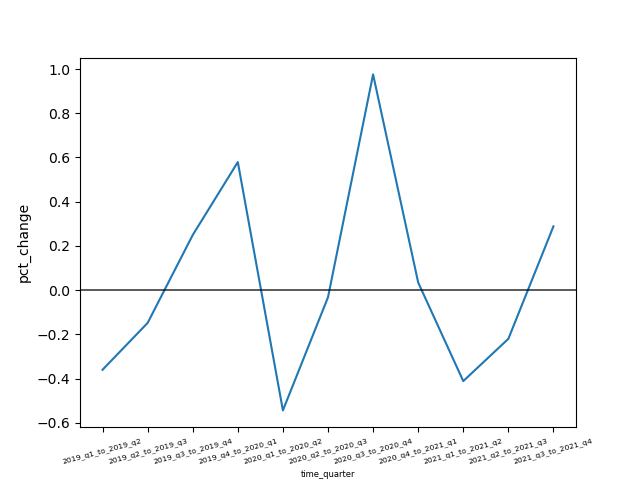 1.0
0.8
0.6
0.4
0.2
0.0
−0.2
−0.4
−0.6
pct_change
2019_q1_to_2019_q2
2019_q2_to_2019_q3
2019_q3_to_2019_q4
2019_q4_to_2020_q1
2020_q1_to_2020_q2
2020_q2_to_2020_q3
2020_q3_to_2020_q4
2020_q4_to_2021_q1
2021_q1_to_2021_q2
2021_q2_to_2021_q3
2021_q3_to_2021_q4
time_quarter